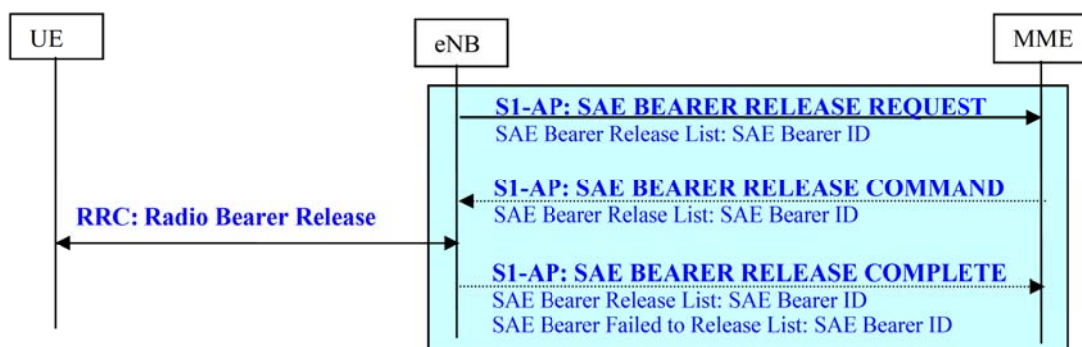 UE
eNB
MME
S1-AP: SAE BEARER RELEASE REQUEST
SAE Bearer Release List: SAE Bearer ID
S1-AP: SAE BEARER RELEASE COMMAND
SAE Bearer Relase List: SAE Bearer ID
RRC: Radio Bearer Release
S1-AP: SAE BEARER RELEASE COMPLETE
SAE Bearer Release List: SAE Bearer ID
SAE Bearer Failed to Release List: SAE Bearer ID